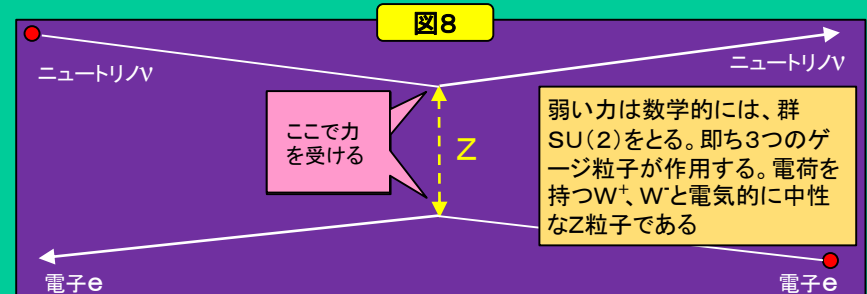 図8
ニュートリノν
ニュートリノν
ここで力
を受ける
Z
弱い力は数学的には、群
SU(2)をとる。即ち3つのゲ
ージ粒子が作用する。電荷を
持つW⁺、W⁻と電気的に中性
なZ粒子である
電子e
電子e